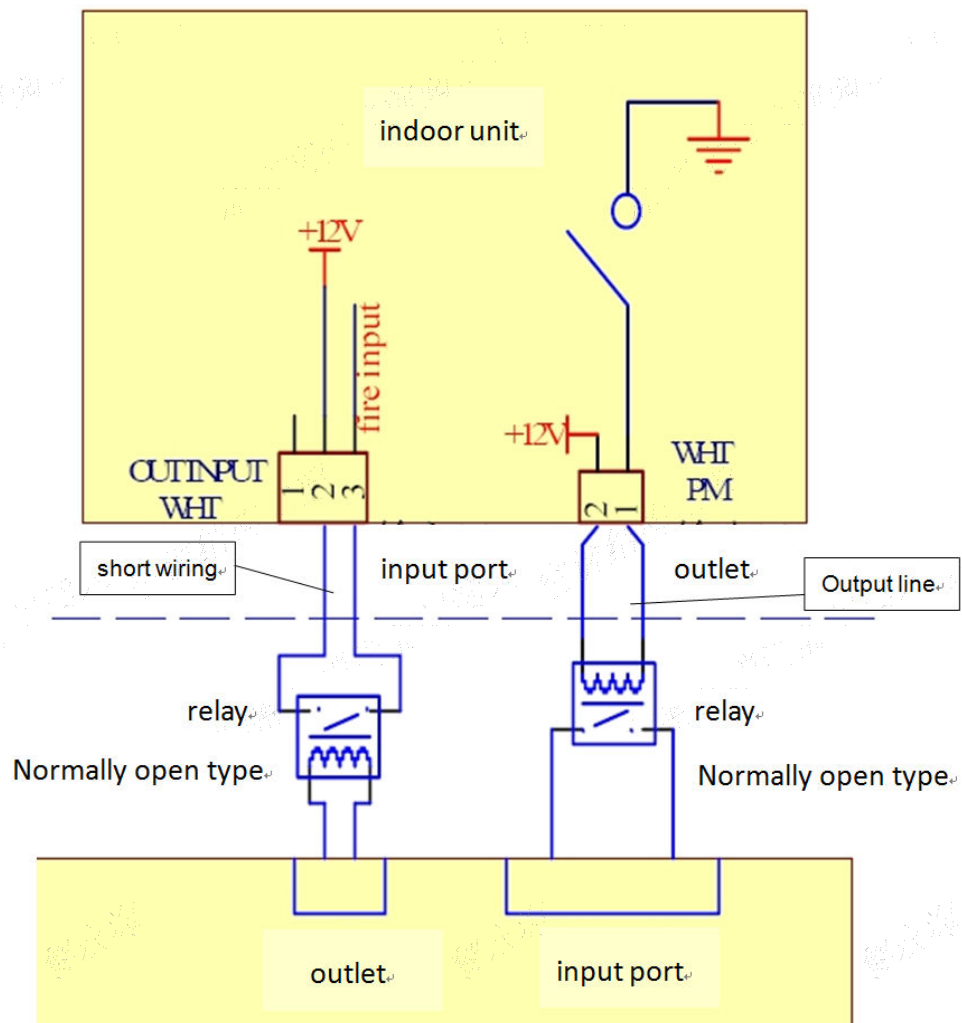 indoor unit
+12V
fire input
+12V
OUTINPUT
WHT
1
2
3
WHT
PM
2
1
short wiring
input port
outlet
Output line
relay
relay
Normally open type
Normally open type
outlet
input port